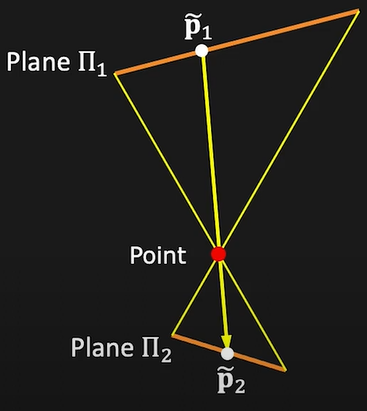 p̃₁
Plane Π₁
Point
Plane Π₂
p̃₂